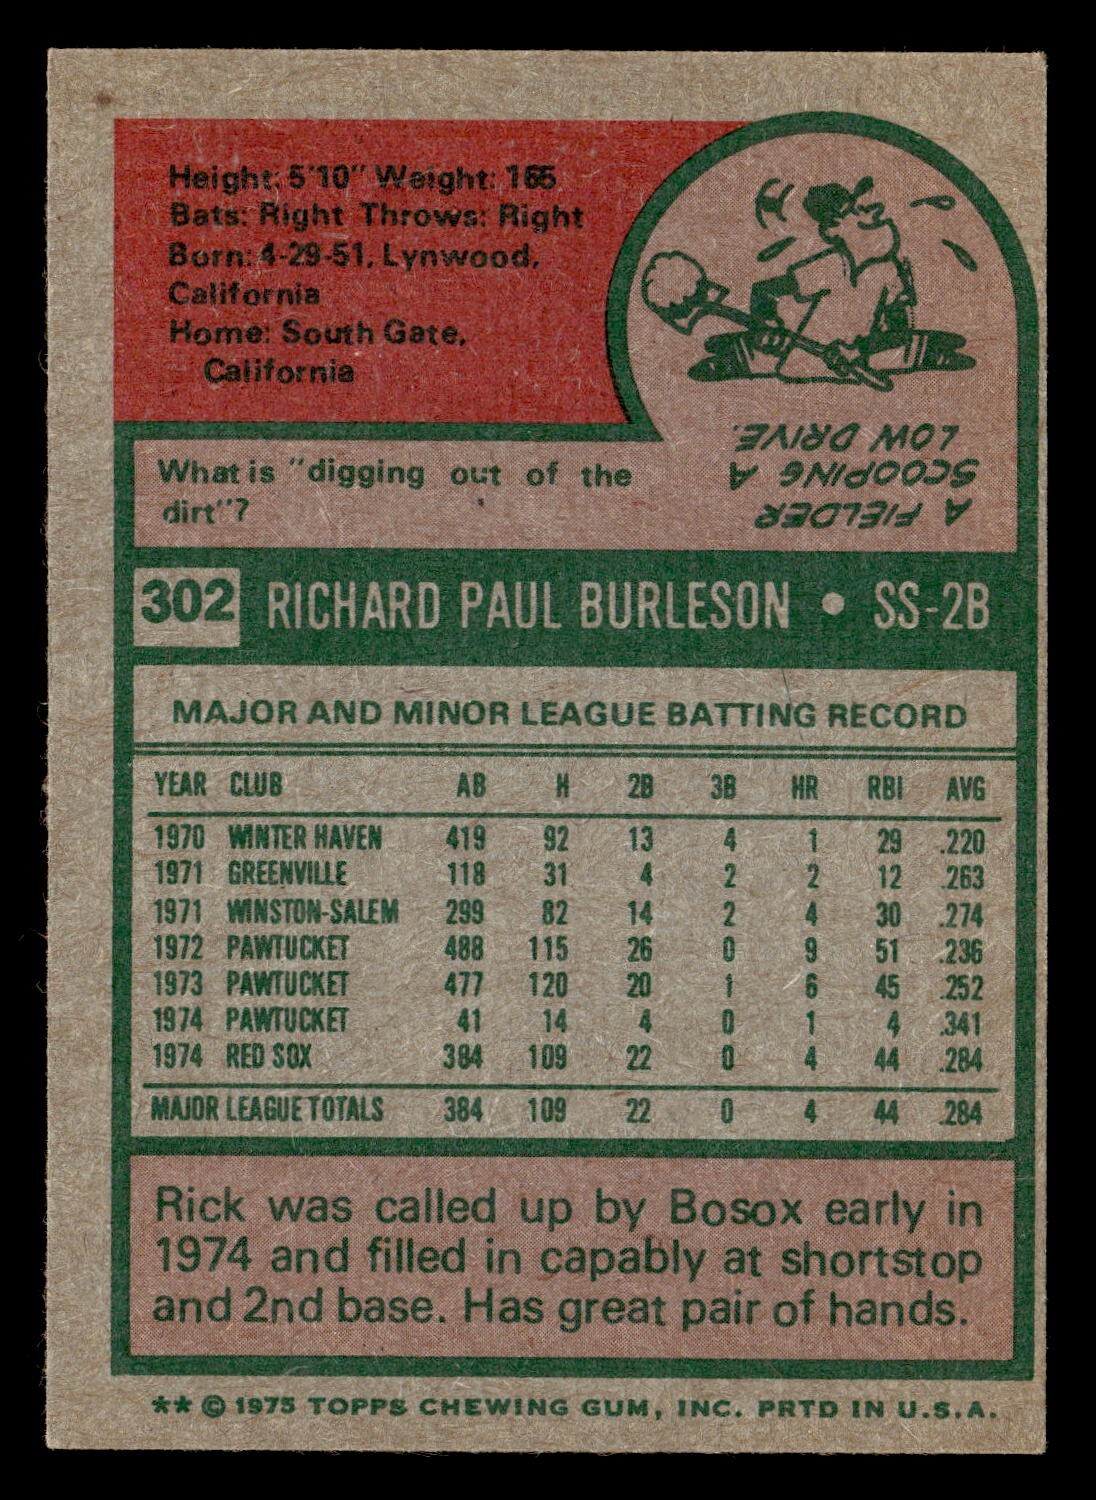 Height: 5'10" Weight: 165
Bats: Right Throws: Right
Born: 4-29-51, Lynwood,
California
Home: South Gate,
California
What is "digging out of the
dirt"?
A FIELDER
SCOOPING A
LOW DRIVE.
302 RICHARD PAUL BURLESON • SS-2B
MAJOR AND MINOR LEAGUE BATTING RECORD
YEAR CLUB AB H 2B 3B HR RBI AVG
1970 WINTER HAVEN 419 92 13 4 1 29 .220
1971 GREENVILLE 118 31 4 2 2 12 .263
1971 WINSTON-SALEM 299 82 14 2 4 30 .274
1972 PAWTUCKET 488 115 26 0 9 51 .236
1973 PAWTUCKET 477 120 20 1 6 45 .252
1974 PAWTUCKET 41 14 4 0 1 4 .341
1974 RED SOX 384 109 22 0 4 44 .284
MAJOR LEAGUE TOTALS 384 109 22 0 4 44 .284
Rick was called up by Bosox early in
1974 and filled in capably at shortstop
and 2nd base. Has great pair of hands.
** © 1975 TOPPS CHEWING GUM, INC. PRTD IN U.S.A.